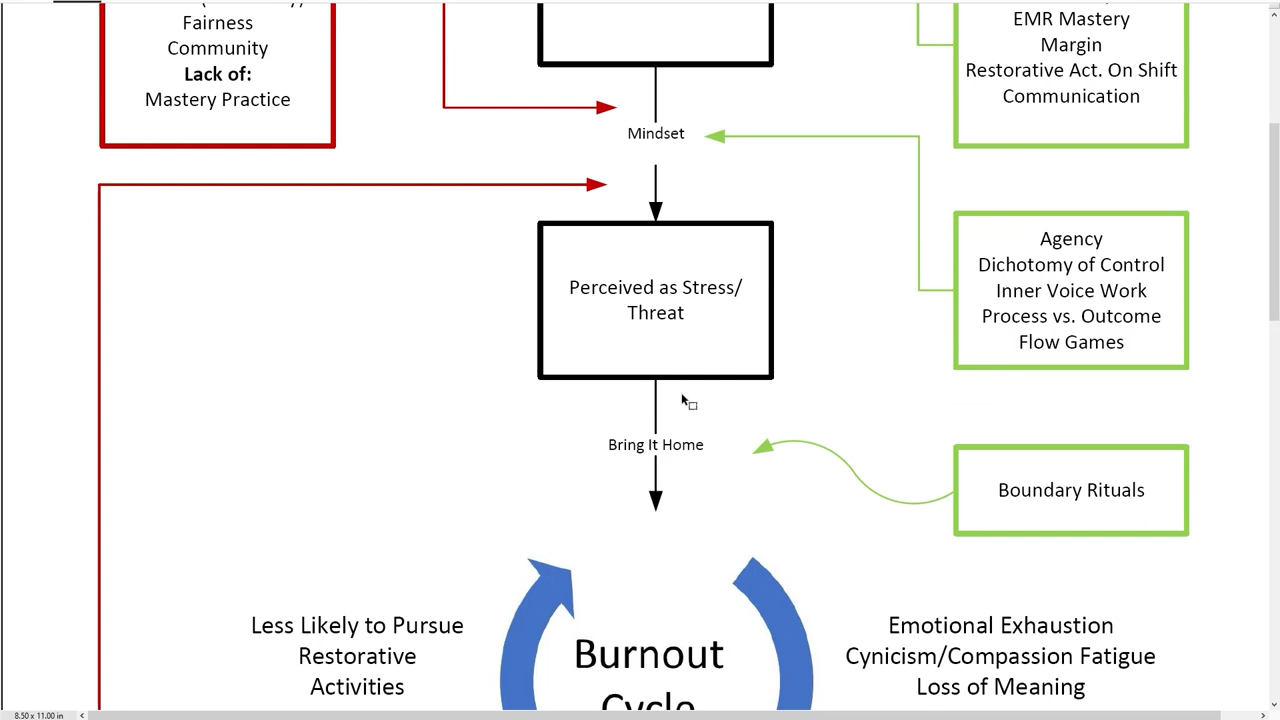 Fairness
Community
Lack of:
Mastery Practice
EMR Mastery
Margin
Restorative Act. On Shift
Communication
Mindset
Perceived as Stress/
Threat
Agency
Dichotomy of Control
Inner Voice Work
Process vs. Outcome
Flow Games
Bring It Home
Boundary Rituals
Less Likely to Pursue
Restorative
Activities
Burnout
Cycle
Emotional Exhaustion
Cynicism/Compassion Fatigue
Loss of Meaning
8.50 x 11.00 in